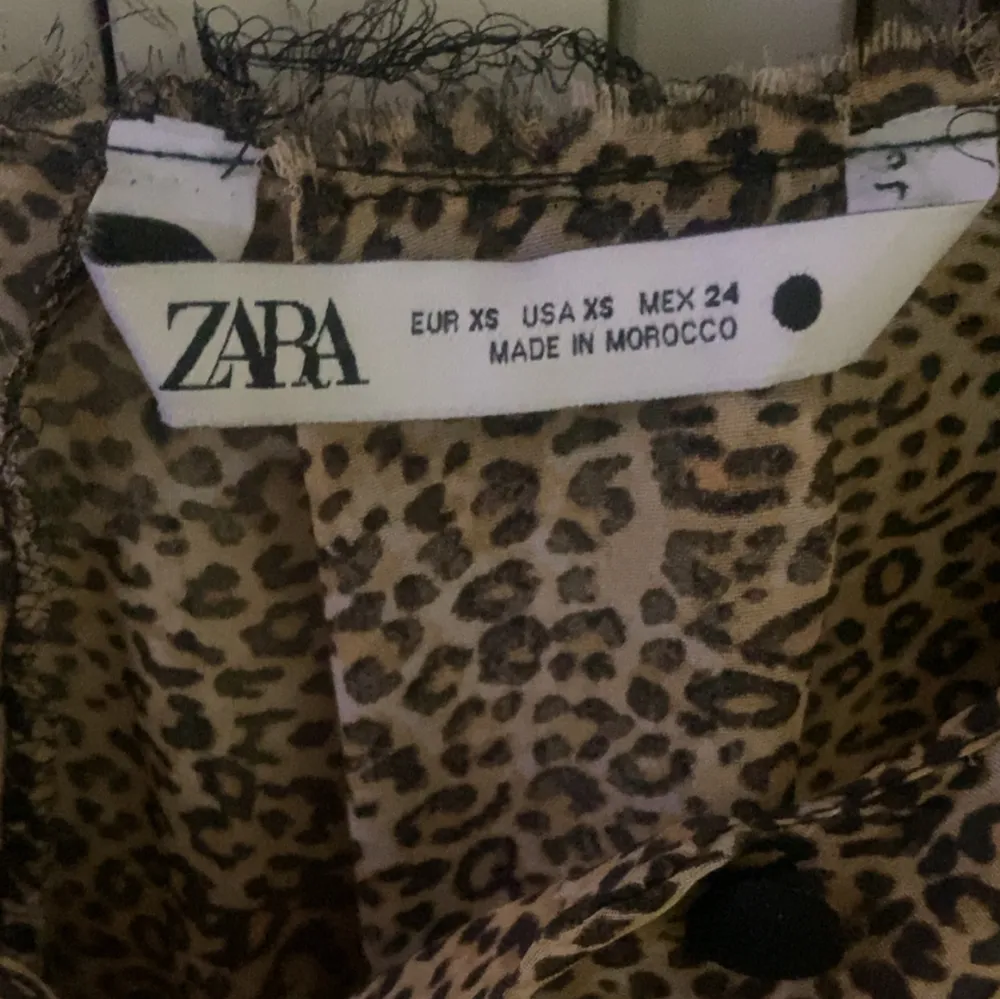 ZARA
EUR XS USA XS MEX 24
MADE IN MOROCCO